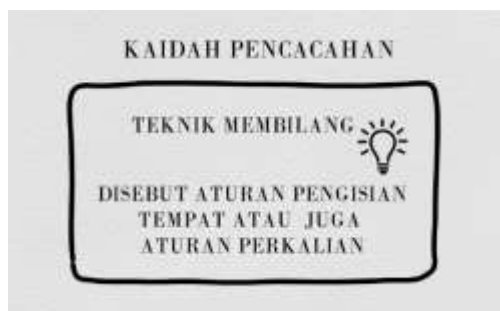 KAIDAH PENCACAHAN
TEKNIK MEMBILANG
DISEBUT ATURAN PENGISIAN
TEMPAT ATAU JUGA
ATURAN PERKALIAN